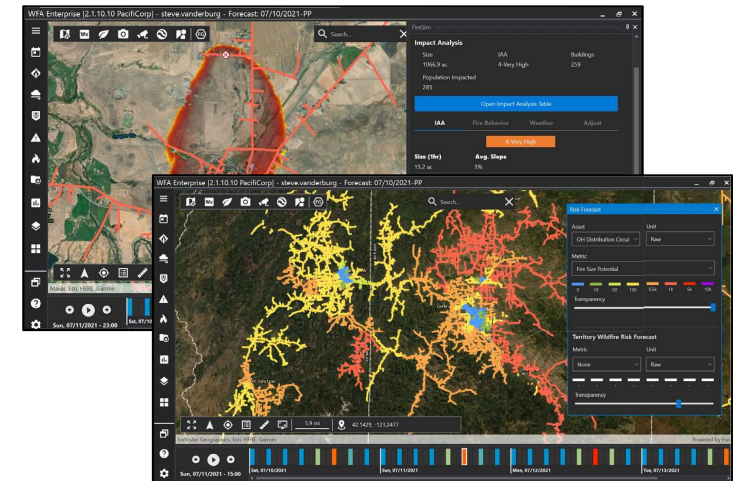 WFA Enterprise [2.1.10.10 PacifiCorp] - steve.vanderburg - Forecast: 07/10/2021-PP
Wx
Search...
FireSim
Impact Analysis
Size IAA Buildings
1066.9 ac 4-Very High 259
Population Impacted
285
Open Impact Analysis Table
IAA Fire Behavior Weather Adjust
4-Very High
Size (1hr) Avg. Slope
15.2 ac 3%
Maxar, Esri, HERE, Garmin
Sun, 07/11/2021 - 23:00
Sat, 07/10
WFA Enterprise [2.1.10.10 PacifiCorp] - steve.vanderburg - Forecast: 07/10/2021-PP
Wx
Search...
Risk Forecast
Asset Unit
OH Distribution Circui Raw
Metric
Fire Size Potential
0 10 50 100 0.5k 1k 5k 10k
Transparency
Territory Wildfire Risk Forecast
Metric Unit
None Raw
Transparency
5.9 mi
42.1429, -123.2477
Earthstar Geographics, Esri, HERE, Garmin
Powered by Esri
Sun, 07/11/2021 - 15:00
Sat, 07/10/2021 Sun, 07/11/2021 Mon, 07/12/2021 Tue, 07/13/2021